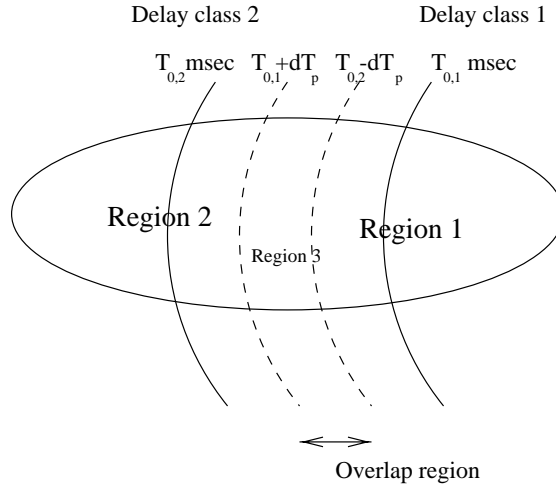 Delay class 2 Delay class 1
T0,2 msec T0,1+dTp T0,2-dTp T0,1 msec
Region 2 Region 1
Region 3
Overlap region